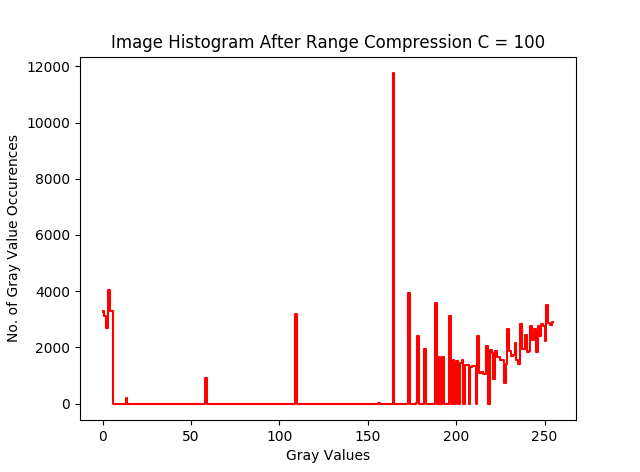 Image Histogram After Range Compression C = 100
12000
10000
8000
6000
4000
2000
0
No. of Gray Value Occurences
0 50 100 150 200 250
Gray Values